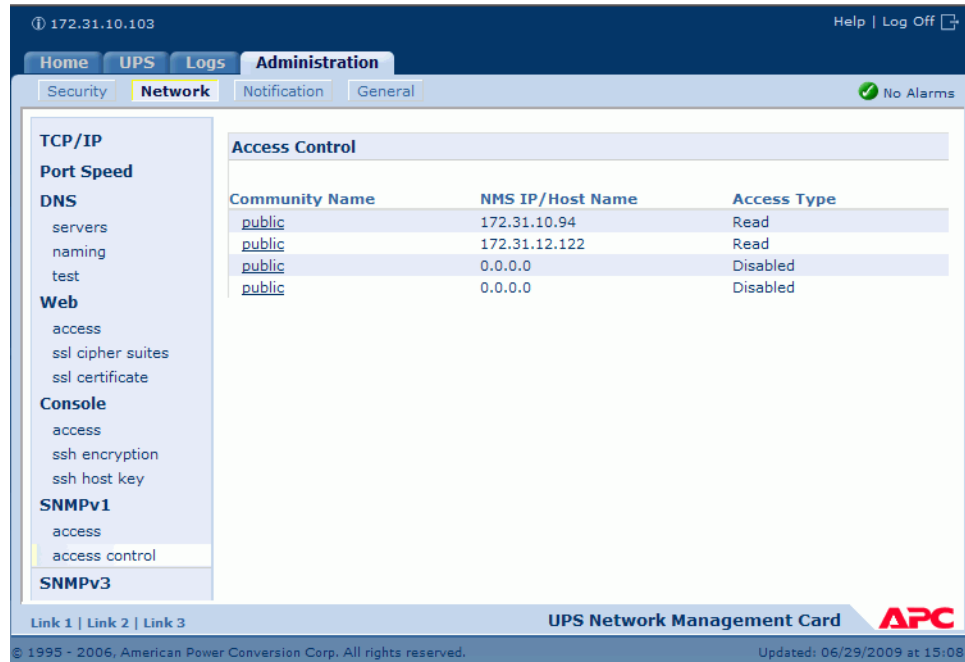 172.31.10.103
Help | Log Off
Home UPS Logs Administration
Security Network Notification General
No Alarms
TCP/IP
Port Speed
DNS
servers
naming
test
Web
access
ssl cipher suites
ssl certificate
Console
access
ssh encryption
ssh host key
SNMPv1
access
access control
SNMPv3
Access Control
Community Name NMS IP/Host Name Access Type
public 172.31.10.94 Read
public 172.31.12.122 Read
public 0.0.0.0 Disabled
public 0.0.0.0 Disabled
Link 1 | Link 2 | Link 3
UPS Network Management Card
APC
© 1995 - 2006, American Power Conversion Corp. All rights reserved.
Updated: 06/29/2009 at 15:08